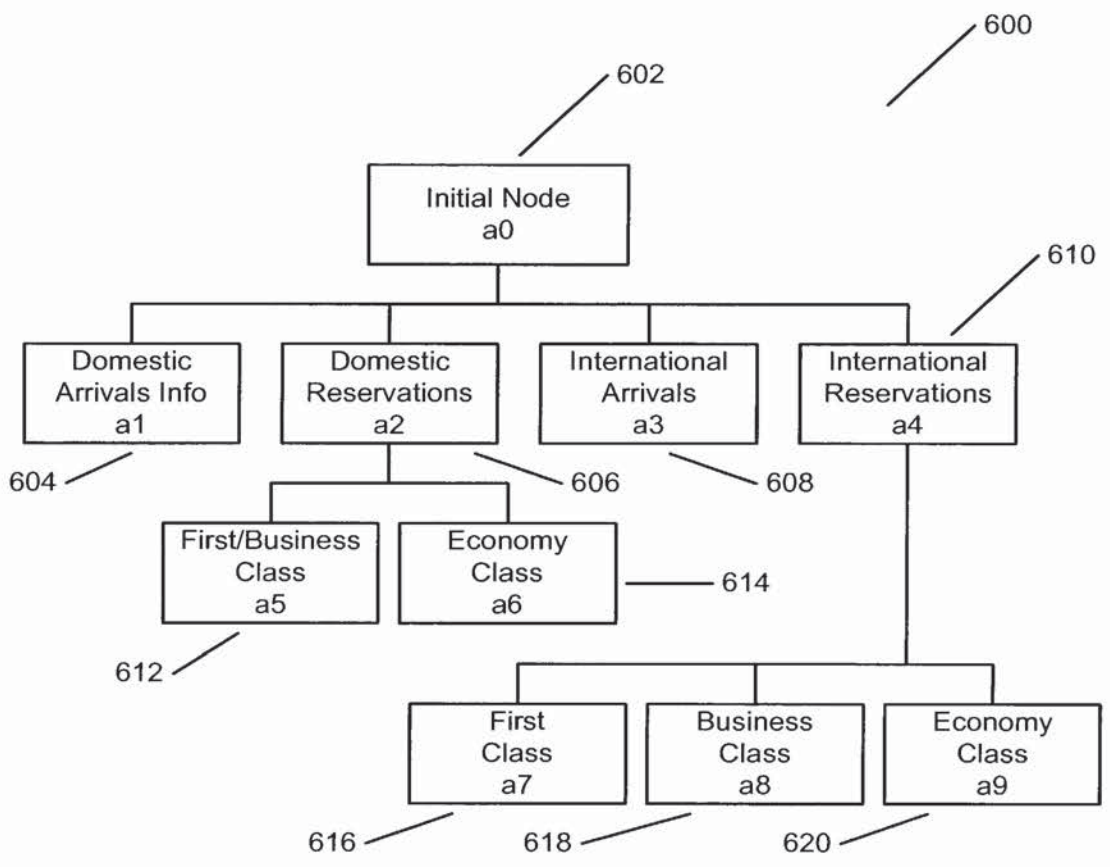 600
602
Initial Node
a0
610
Domestic
Arrivals Info
a1
Domestic
Reservations
a2
International
Arrivals
a3
International
Reservations
a4
604
606
608
First/Business
Class
a5
Economy
Class
a6
614
612
First
Class
a7
Business
Class
a8
Economy
Class
a9
616
618
620